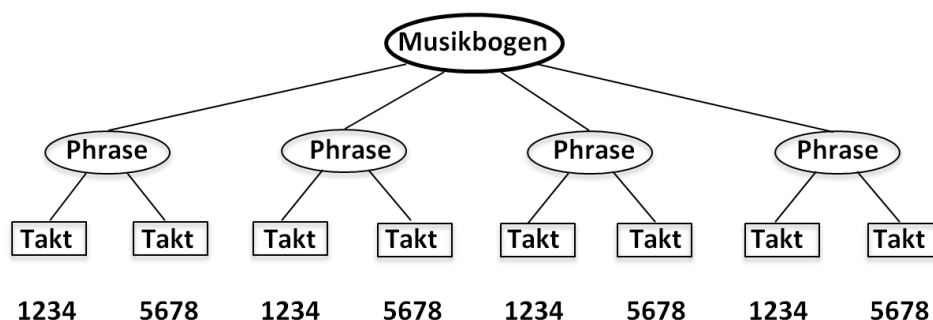 Musikbogen
Phrase Phrase Phrase Phrase
Takt Takt Takt Takt Takt Takt Takt Takt
1234 5678 1234 5678 1234 5678 1234 5678